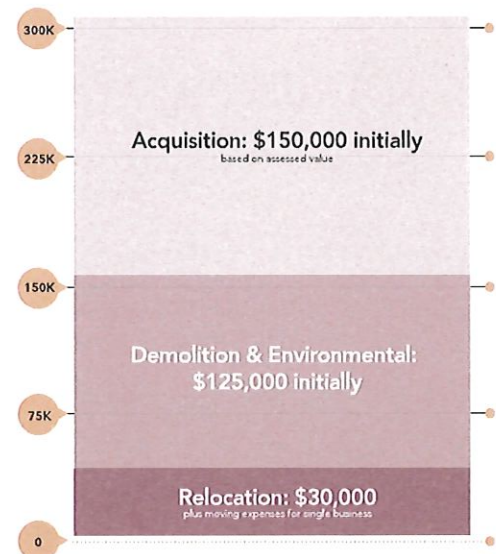 300K
Acquisition: $150,000 initially
based on assessed value
225K
150K
Demolition & Environmental:
$125,000 initially
75K
Relocation: $30,000
plus moving expenses for single business
0